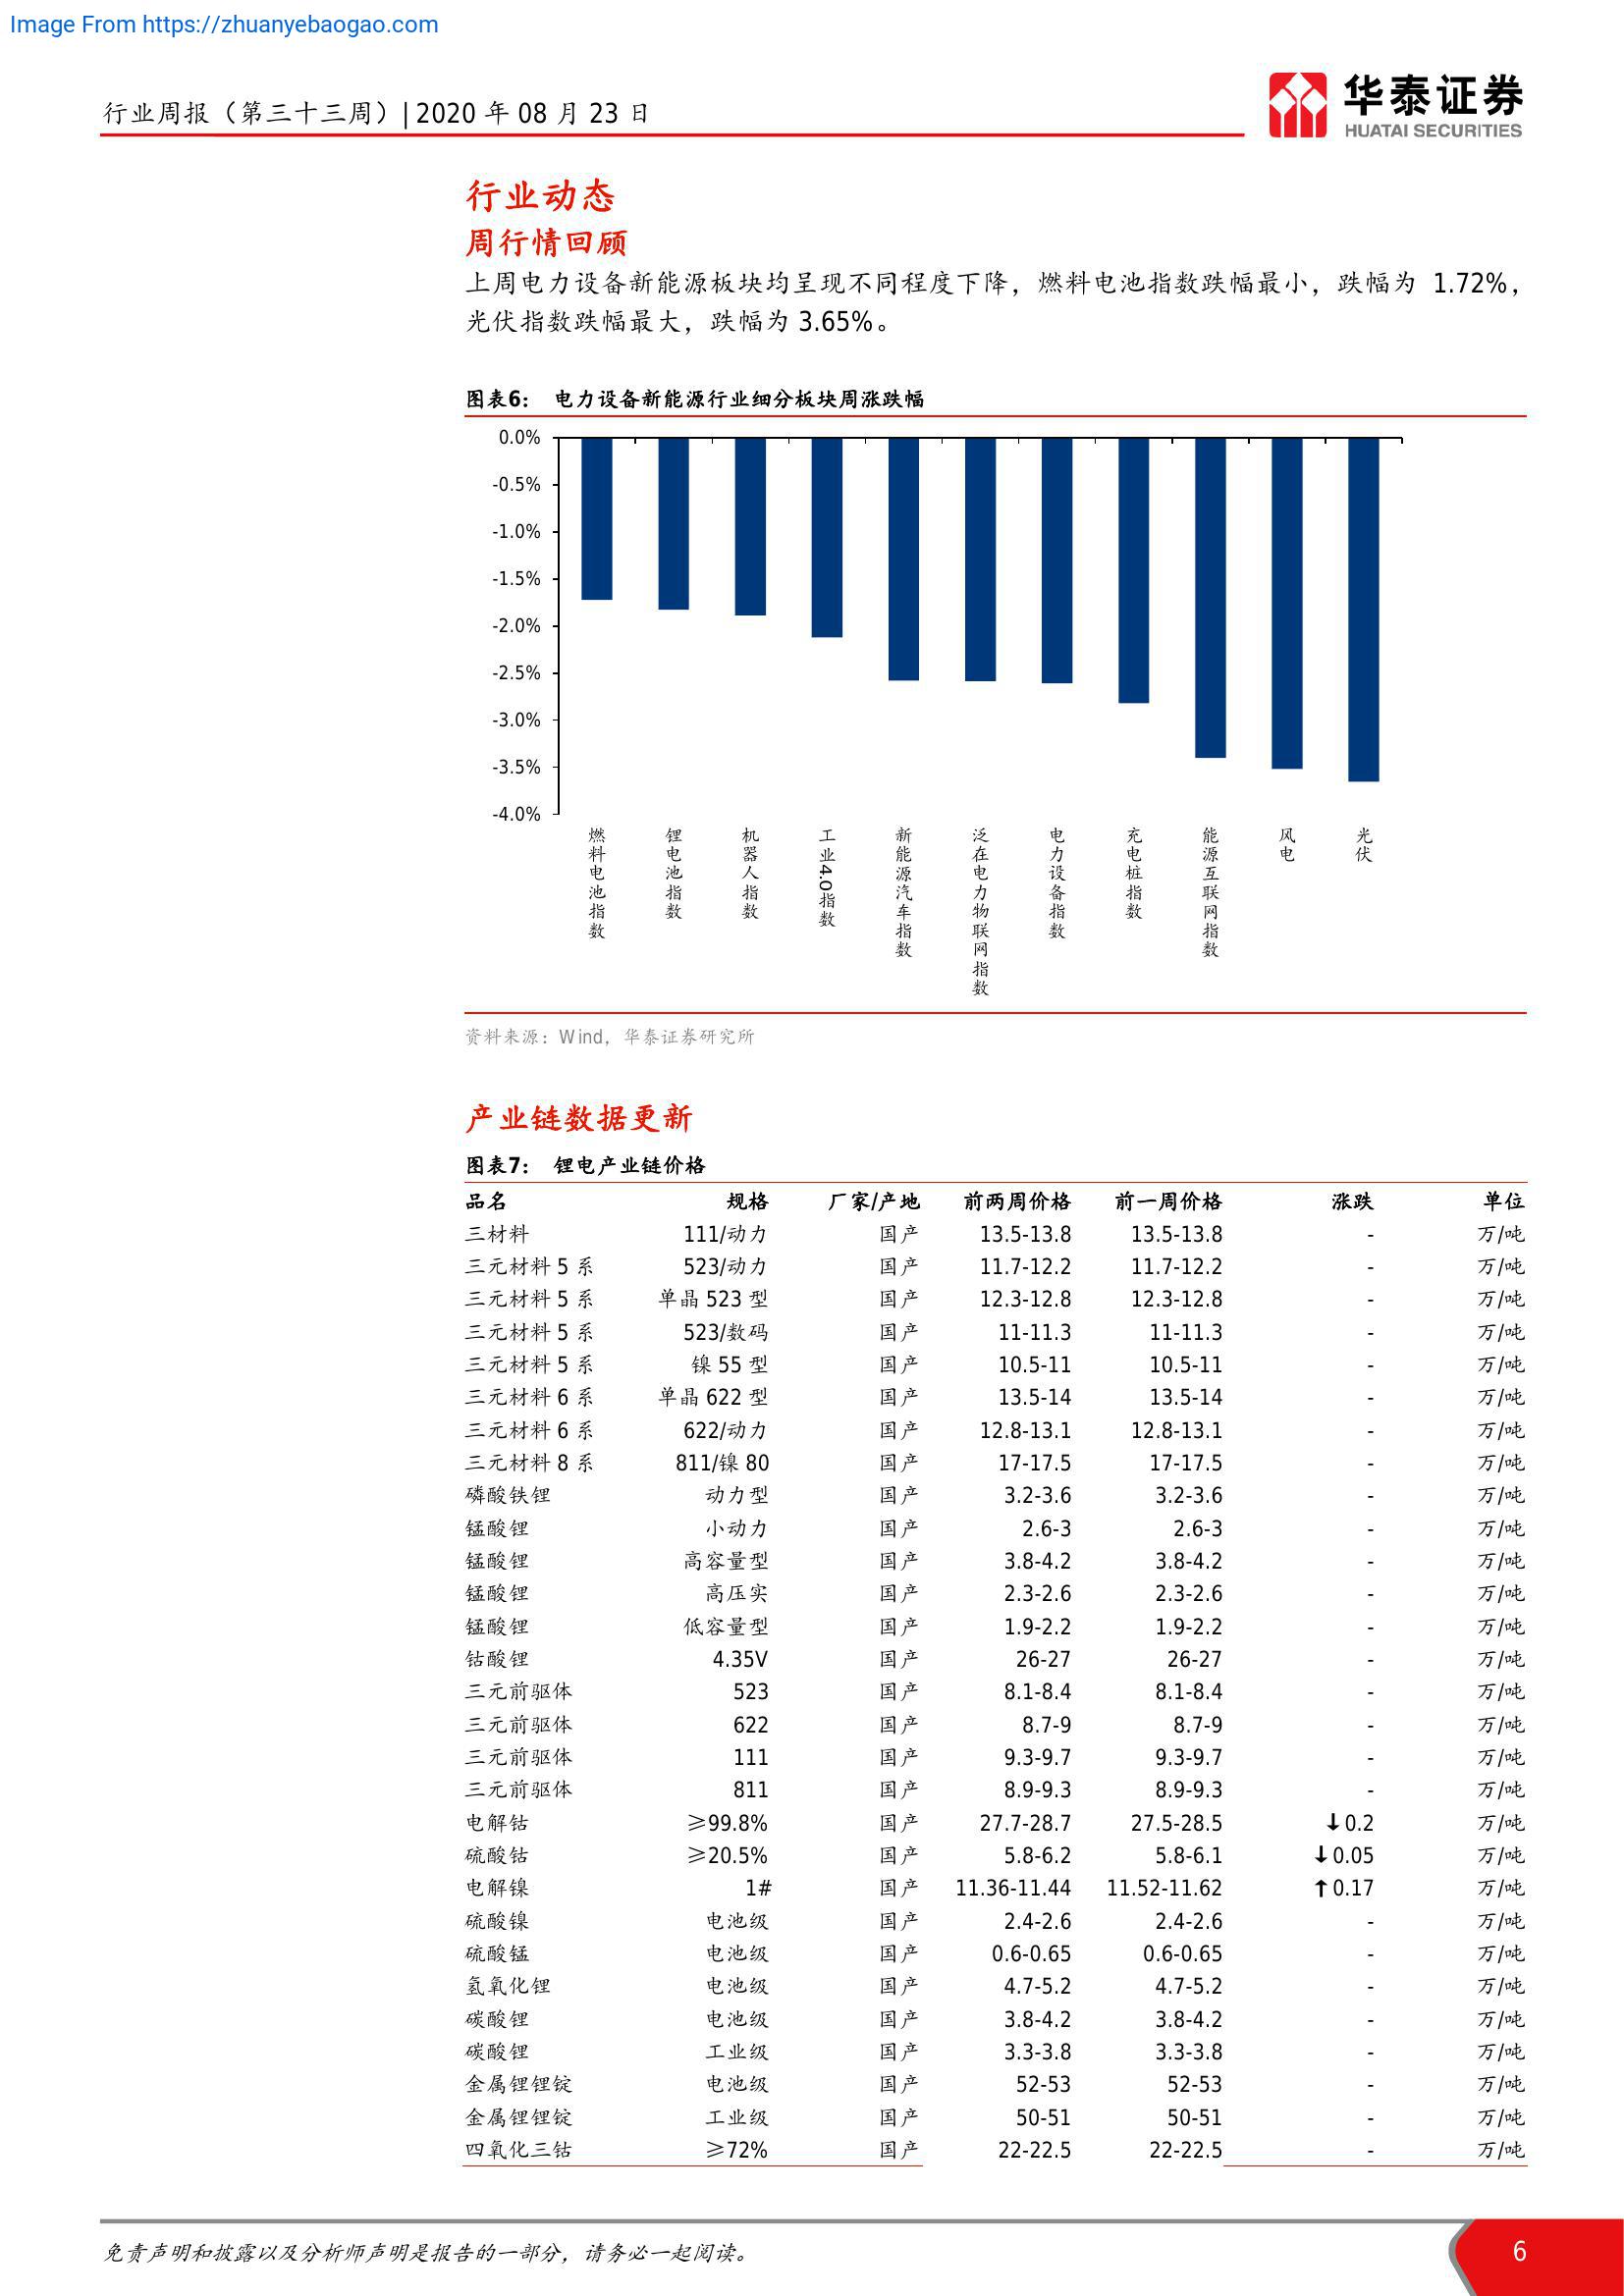 Image From https://zhuanyebaogao.com
行业周报（第三十三周）| 2020 年 08 月 23 日
华泰证券
HUATAI SECURITIES
行业动态
周行情回顾
上周电力设备新能源板块均呈现不同程度下降，燃料电池指数跌幅最小，跌幅为 1.72%，
光伏指数跌幅最大，跌幅为 3.65%。
图表6： 电力设备新能源行业细分板块周涨跌幅
0.0%
-0.5%
-1.0%
-1.5%
-2.0%
-2.5%
-3.0%
-3.5%
-4.0%
燃料电池指数
锂电池指数
机器人指数
工业4.0指数
新能源汽车指数
泛在电力物联网指数
电力设备指数
充电桩指数
能源互联网指数
风电
光伏
资料来源：Wind，华泰证券研究所
产业链数据更新
图表7： 锂电产业链价格
品名 规格 厂家/产地 前两周价格 前一周价格 涨跌 单位
三材料 111/动力 国产 13.5-13.8 13.5-13.8 - 万/吨
三元材料 5 系 523/动力 国产 11.7-12.2 11.7-12.2 - 万/吨
三元材料 5 系 单晶 523 型 国产 12.3-12.8 12.3-12.8 - 万/吨
三元材料 5 系 523/数码 国产 11-11.3 11-11.3 - 万/吨
三元材料 5 系 镍 55 型 国产 10.5-11 10.5-11 - 万/吨
三元材料 6 系 单晶 622 型 国产 13.5-14 13.5-14 - 万/吨
三元材料 6 系 622/动力 国产 12.8-13.1 12.8-13.1 - 万/吨
三元材料 8 系 811/镍 80 国产 17-17.5 17-17.5 - 万/吨
磷酸铁锂 动力型 国产 3.2-3.6 3.2-3.6 - 万/吨
锰酸锂 小动力 国产 2.6-3 2.6-3 - 万/吨
锰酸锂 高容量型 国产 3.8-4.2 3.8-4.2 - 万/吨
锰酸锂 高压实 国产 2.3-2.6 2.3-2.6 - 万/吨
锰酸锂 低容量型 国产 1.9-2.2 1.9-2.2 - 万/吨
钴酸锂 4.35V 国产 26-27 26-27 - 万/吨
三元前驱体 523 国产 8.1-8.4 8.1-8.4 - 万/吨
三元前驱体 622 国产 8.7-9 8.7-9 - 万/吨
三元前驱体 111 国产 9.3-9.7 9.3-9.7 - 万/吨
三元前驱体 811 国产 8.9-9.3 8.9-9.3 - 万/吨
电解钴 ≥99.8% 国产 27.7-28.7 27.5-28.5 ↓0.2 万/吨
硫酸钴 ≥20.5% 国产 5.8-6.2 5.8-6.1 ↓0.05 万/吨
电解镍 1# 国产 11.36-11.44 11.52-11.62 ↑0.17 万/吨
硫酸镍 电池级 国产 2.4-2.6 2.4-2.6 - 万/吨
硫酸锰 电池级 国产 0.6-0.65 0.6-0.65 - 万/吨
氢氧化锂 电池级 国产 4.7-5.2 4.7-5.2 - 万/吨
碳酸锂 电池级 国产 3.8-4.2 3.8-4.2 - 万/吨
碳酸锂 工业级 国产 3.3-3.8 3.3-3.8 - 万/吨
金属锂锂锭 电池级 国产 52-53 52-53 - 万/吨
金属锂锂锭 工业级 国产 50-51 50-51 - 万/吨
四氧化三钴 ≥72% 国产 22-22.5 22-22.5 - 万/吨
免责声明和披露以及分析师声明是报告的一部分，请务必一起阅读。
6